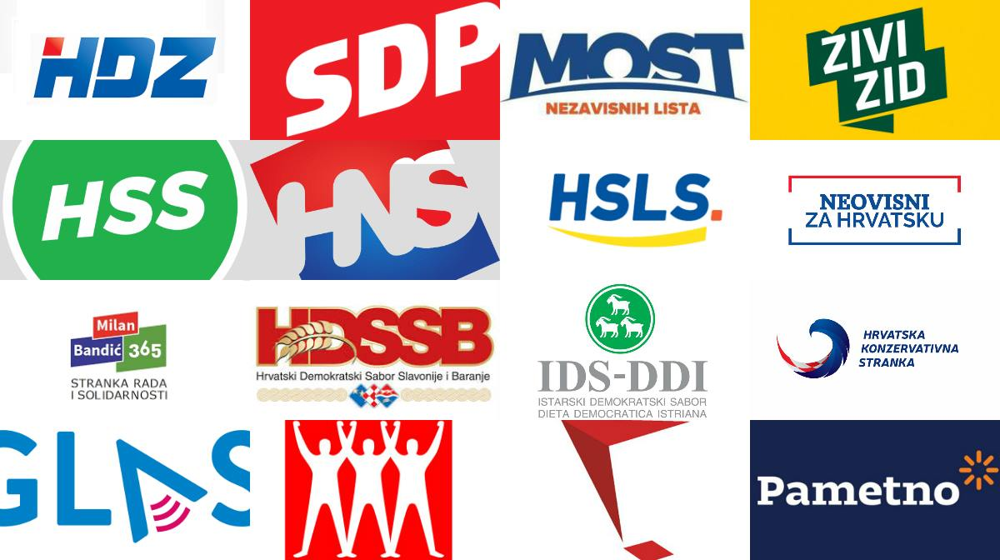 HDZ
SDP
MOST
NEZAVISNIH LISTA
ZIVI
ZID
HSS
HNS
HSLS.
NEOVISNI
ZA HRVATSKU
Milan
Bandić 365
STRANKA RADA
I SOLIDARNOSTI
HDSSB
Hrvatski Demokratski Sabor Slavonije i Baranje
IDS-DDI
ISTARSKI DEMOKRATSKI SABOR
DIETA DEMOCRATICA ISTRIANA
HRVATSKA
KONZERVATIVNA
STRANKA
GLAS
Pametno